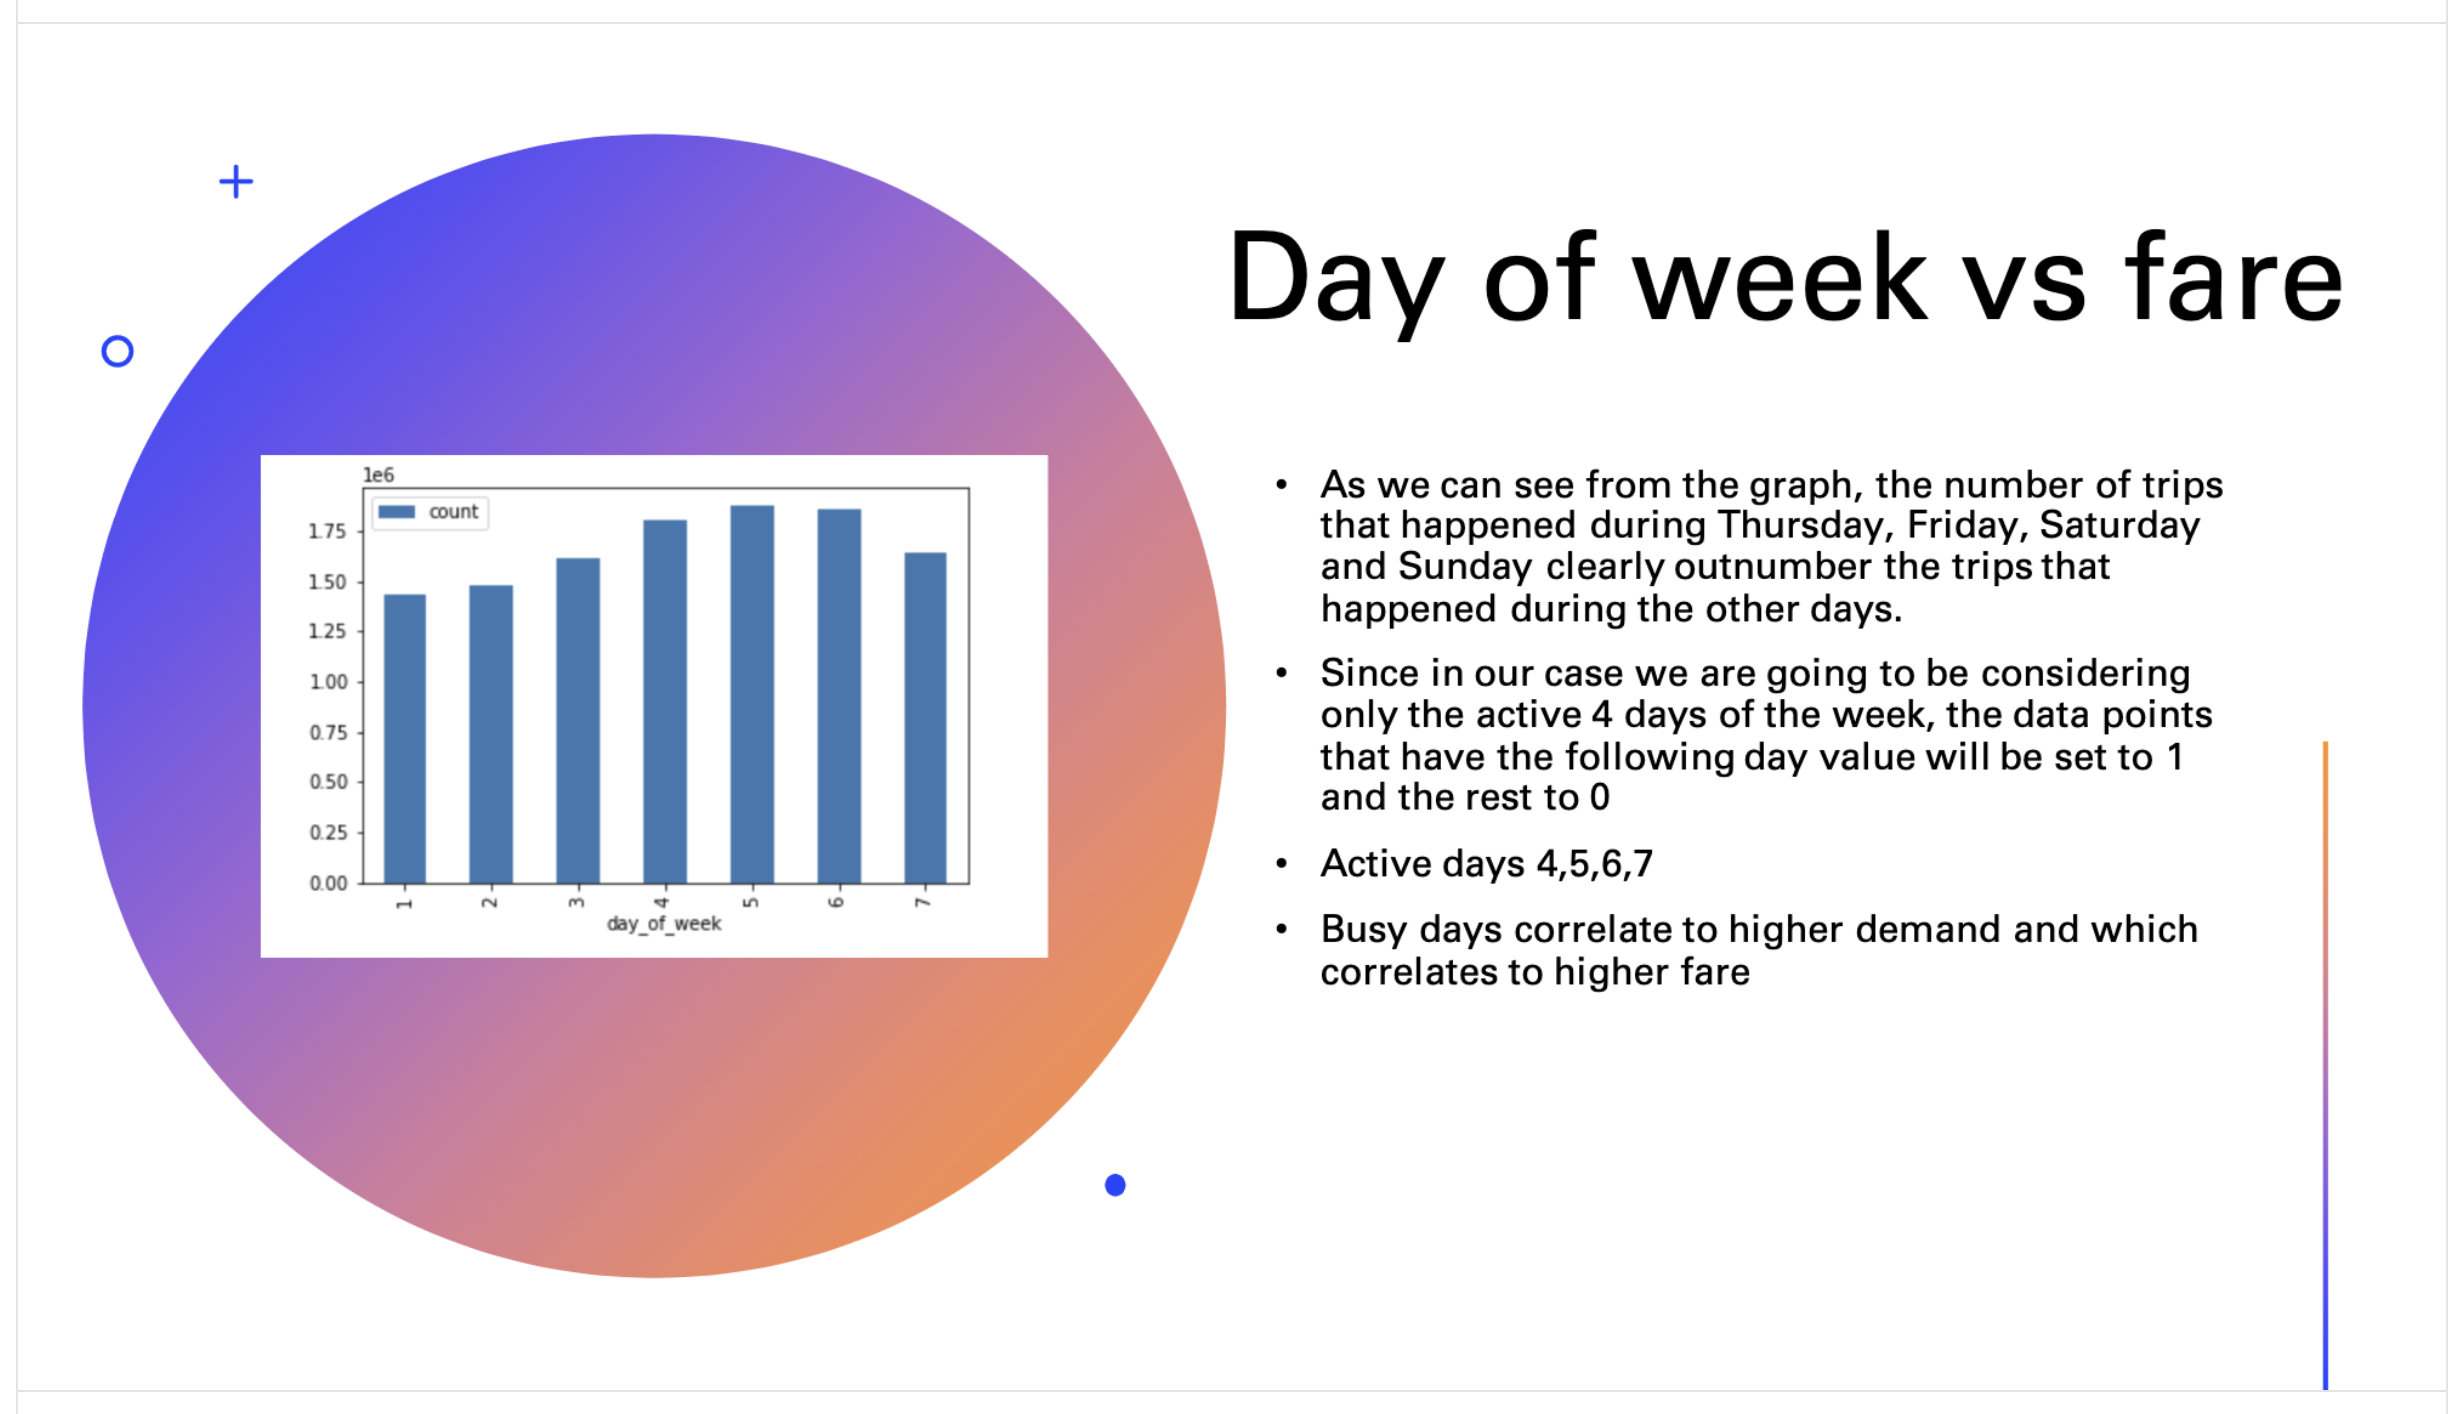 Day of week vs fare
1e6
count
1.75
1.50
1.25
1.00
0.75
0.50
0.25
0.00
1 2 3 4 5 6 7
day_of_week
• As we can see from the graph, the number of trips
that happened during Thursday, Friday, Saturday
and Sunday clearly outnumber the trips that
happened during the other days.
• Since in our case we are going to be considering
only the active 4 days of the week, the data points
that have the following day value will be set to 1
and the rest to 0
• Active days 4,5,6,7
• Busy days correlate to higher demand and which
correlates to higher fare